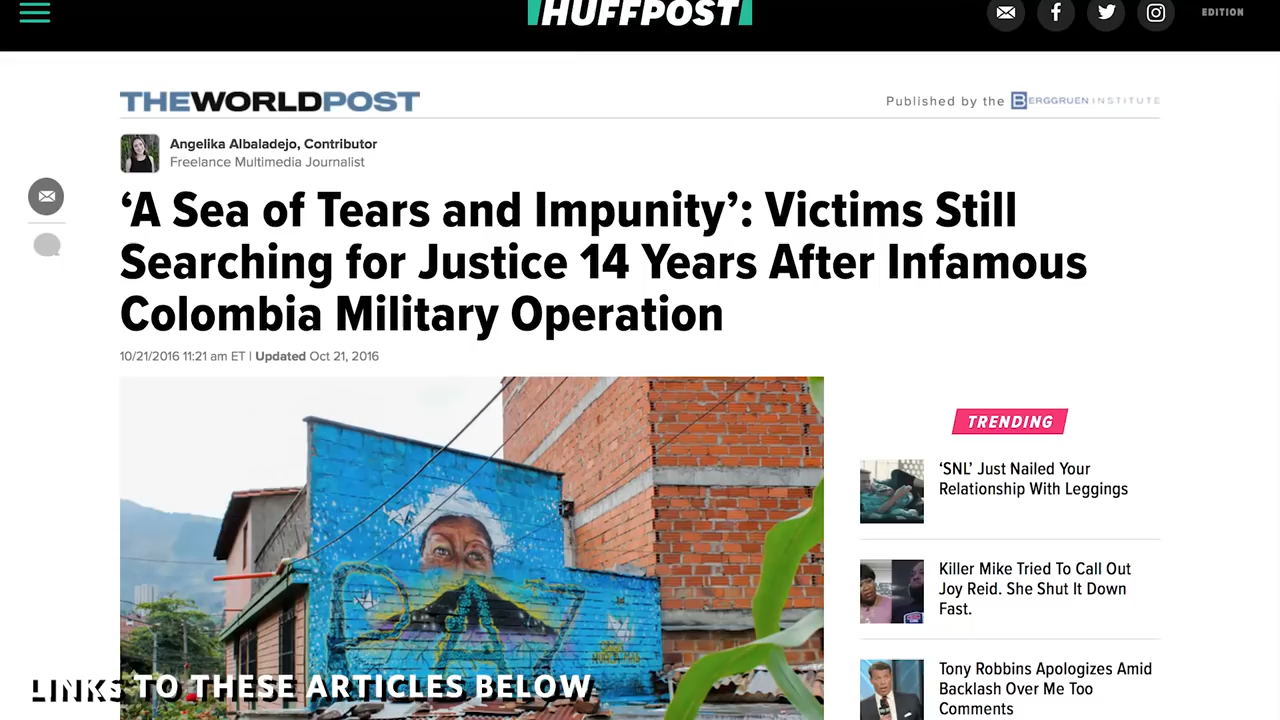 HUFFPOST
EDITION
THEWORLDPOST
Published by the BERGGRUEN INSTITUTE
Angelika Albaladejo, Contributor
Freelance Multimedia Journalist
‘A Sea of Tears and Impunity’: Victims Still
Searching for Justice 14 Years After Infamous
Colombia Military Operation
10/21/2016 11:21 am ET | Updated Oct 21, 2016
TRENDING
‘SNL’ Just Nailed Your
Relationship With Leggings
Killer Mike Tried To Call Out
Joy Reid. She Shut It Down
Fast.
Tony Robbins Apologizes Amid
Backlash Over Me Too
Comments
LINKS TO THESE ARTICLES BELOW